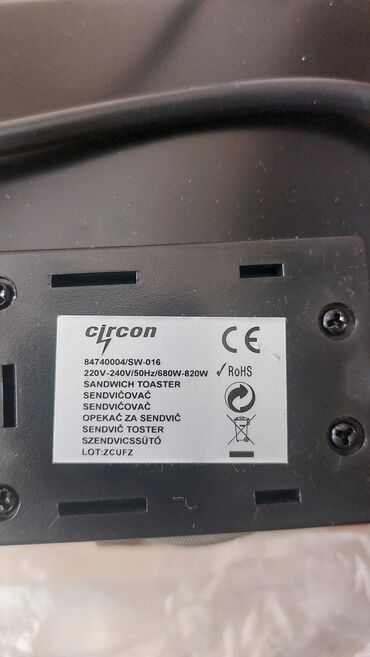 circon
CE
84740004/SW-016
220V-240V/50Hz/680W-820W
✓RoHS
SANDWICH TOASTER
SENDVIČOVAČ
SENDVIČOVAČ
OPEKAČ ZA SENDVIČ
SENDVIČ TOSTER
SZENDVICSSÜTŐ
LOT:ZCUFZ